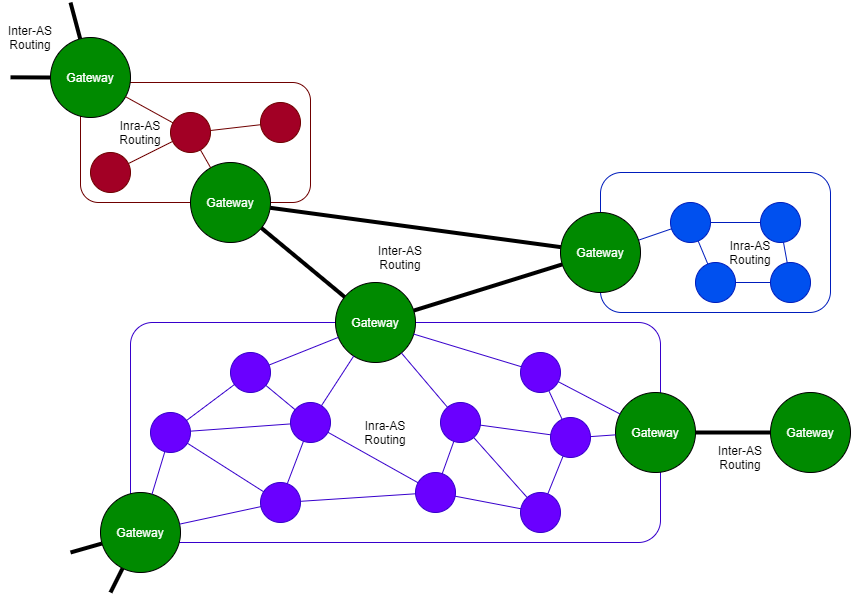 Inter-AS
Routing
Gateway
Inra-AS
Routing
Gateway
Inter-AS
Routing
Gateway
Inra-AS
Routing
Gateway
Inra-AS
Routing
Gateway
Gateway
Inter-AS
Routing
Gateway